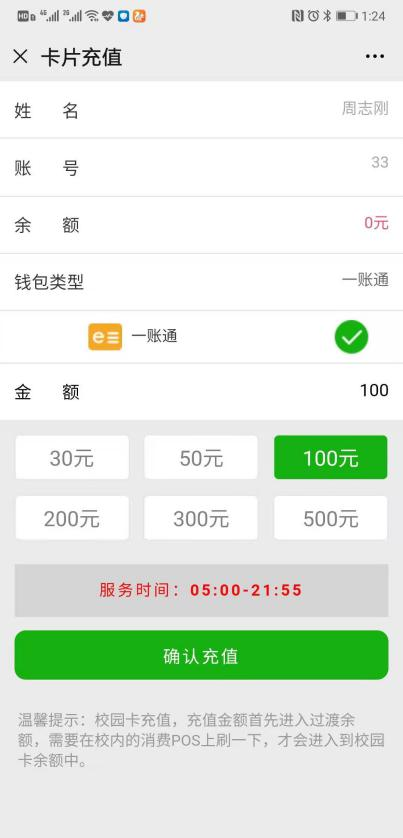 HD 4G 2G 1:24
卡片充值
姓 名 周志刚
账 号 33
余 额 0元
钱包类型 一账通
一账通
金 额 100
30元 50元 100元
200元 300元 500元
服务时间：05:00-21:55
确认充值
温馨提示：校园卡充值，充值金额首先进入过渡余
额，需要在校内的消费POS上刷一下，才会进入到校园
卡余额中。